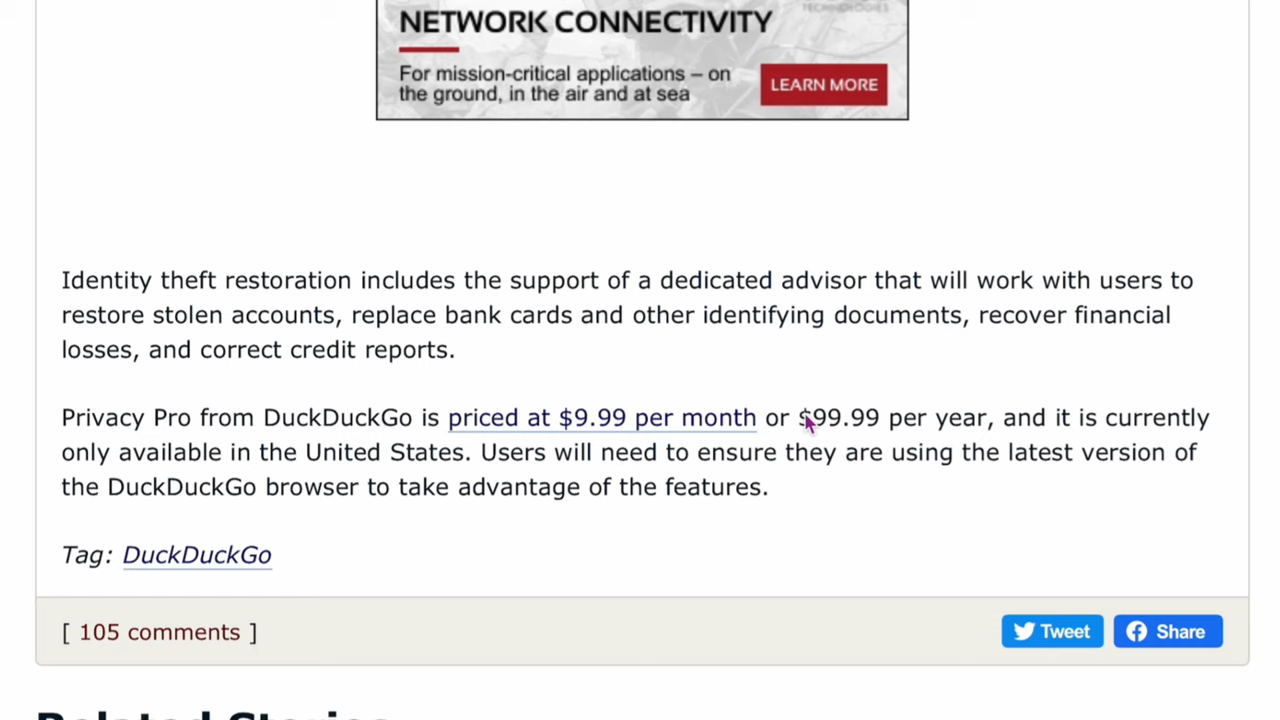 TECHNOLOGIES
NETWORK CONNECTIVITY
For mission-critical applications – on
the ground, in the air and at sea
LEARN MORE
Identity theft restoration includes the support of a dedicated advisor that will work with users to
restore stolen accounts, replace bank cards and other identifying documents, recover financial
losses, and correct credit reports.
Privacy Pro from DuckDuckGo is priced at $9.99 per month or $99.99 per year, and it is currently
only available in the United States. Users will need to ensure they are using the latest version of
the DuckDuckGo browser to take advantage of the features.
Tag: DuckDuckGo
[ 105 comments ]
Tweet
Share
Related Stories